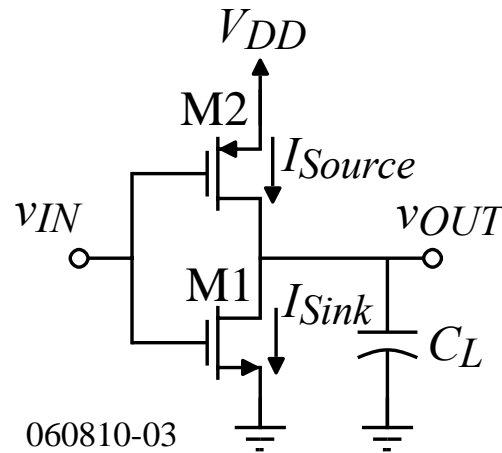 VDD
M2
ISource
vIN
vOUT
M1
ISink
CL
060810-03